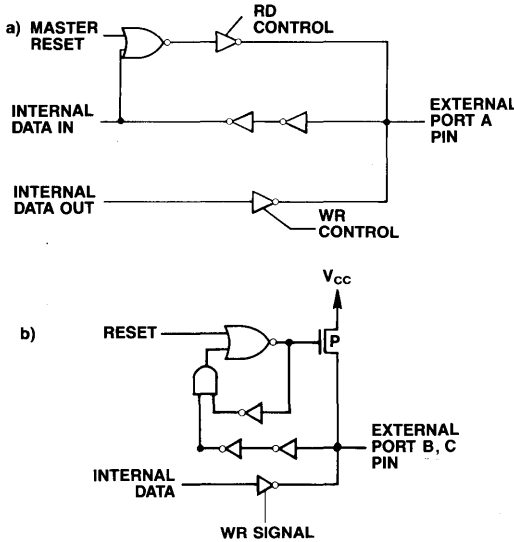 RD
CONTROL
a) MASTER
RESET
INTERNAL
DATA IN
EXTERNAL
PORT A
PIN
INTERNAL
DATA OUT
WR
CONTROL
VCC
b)
RESET
P
EXTERNAL
PORT B, C
PIN
INTERNAL
DATA
WR SIGNAL